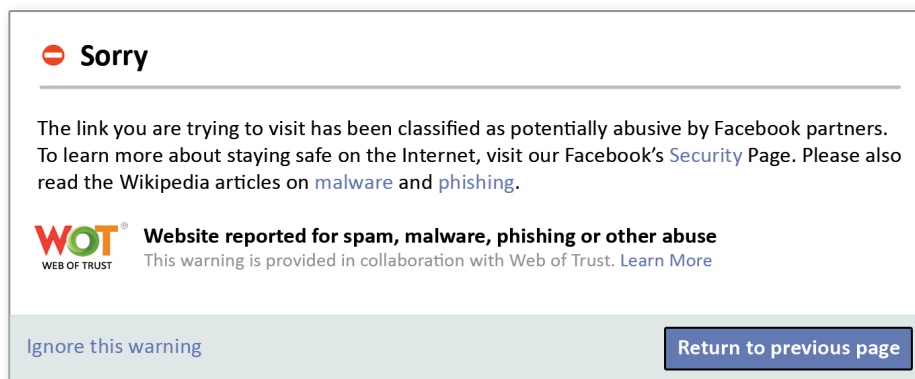 Sorry
The link you are trying to visit has been classified as potentially abusive by Facebook partners.
To learn more about staying safe on the Internet, visit our Facebook's Security Page. Please also
read the Wikipedia articles on malware and phishing.
WOT®
WEB OF TRUST
Website reported for spam, malware, phishing or other abuse
This warning is provided in collaboration with Web of Trust. Learn More
Ignore this warning
Return to previous page